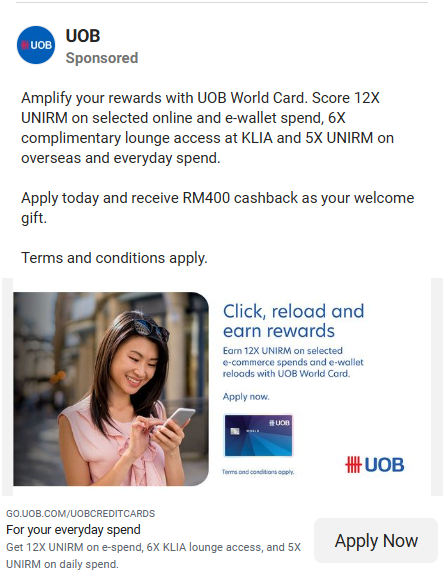 UOB
UOB
Sponsored
Amplify your rewards with UOB World Card. Score 12X
UNIRM on selected online and e-wallet spend, 6X
complimentary lounge access at KLIA and 5X UNIRM on
overseas and everyday spend.
Apply today and receive RM400 cashback as your welcome
gift.
Terms and conditions apply.
Click, reload and
earn rewards
Earn 12X UNIRM on selected
e-commerce spends and e-wallet
reloads with UOB World Card.
Apply now.
UOB
WORLD
Terms and conditions apply.
UOB
GO.UOB.COM/UOBCREDITCARDS
For your everyday spend
Get 12X UNIRM on e-spend, 6X KLIA lounge access, and 5X
UNIRM on daily spend.
Apply Now